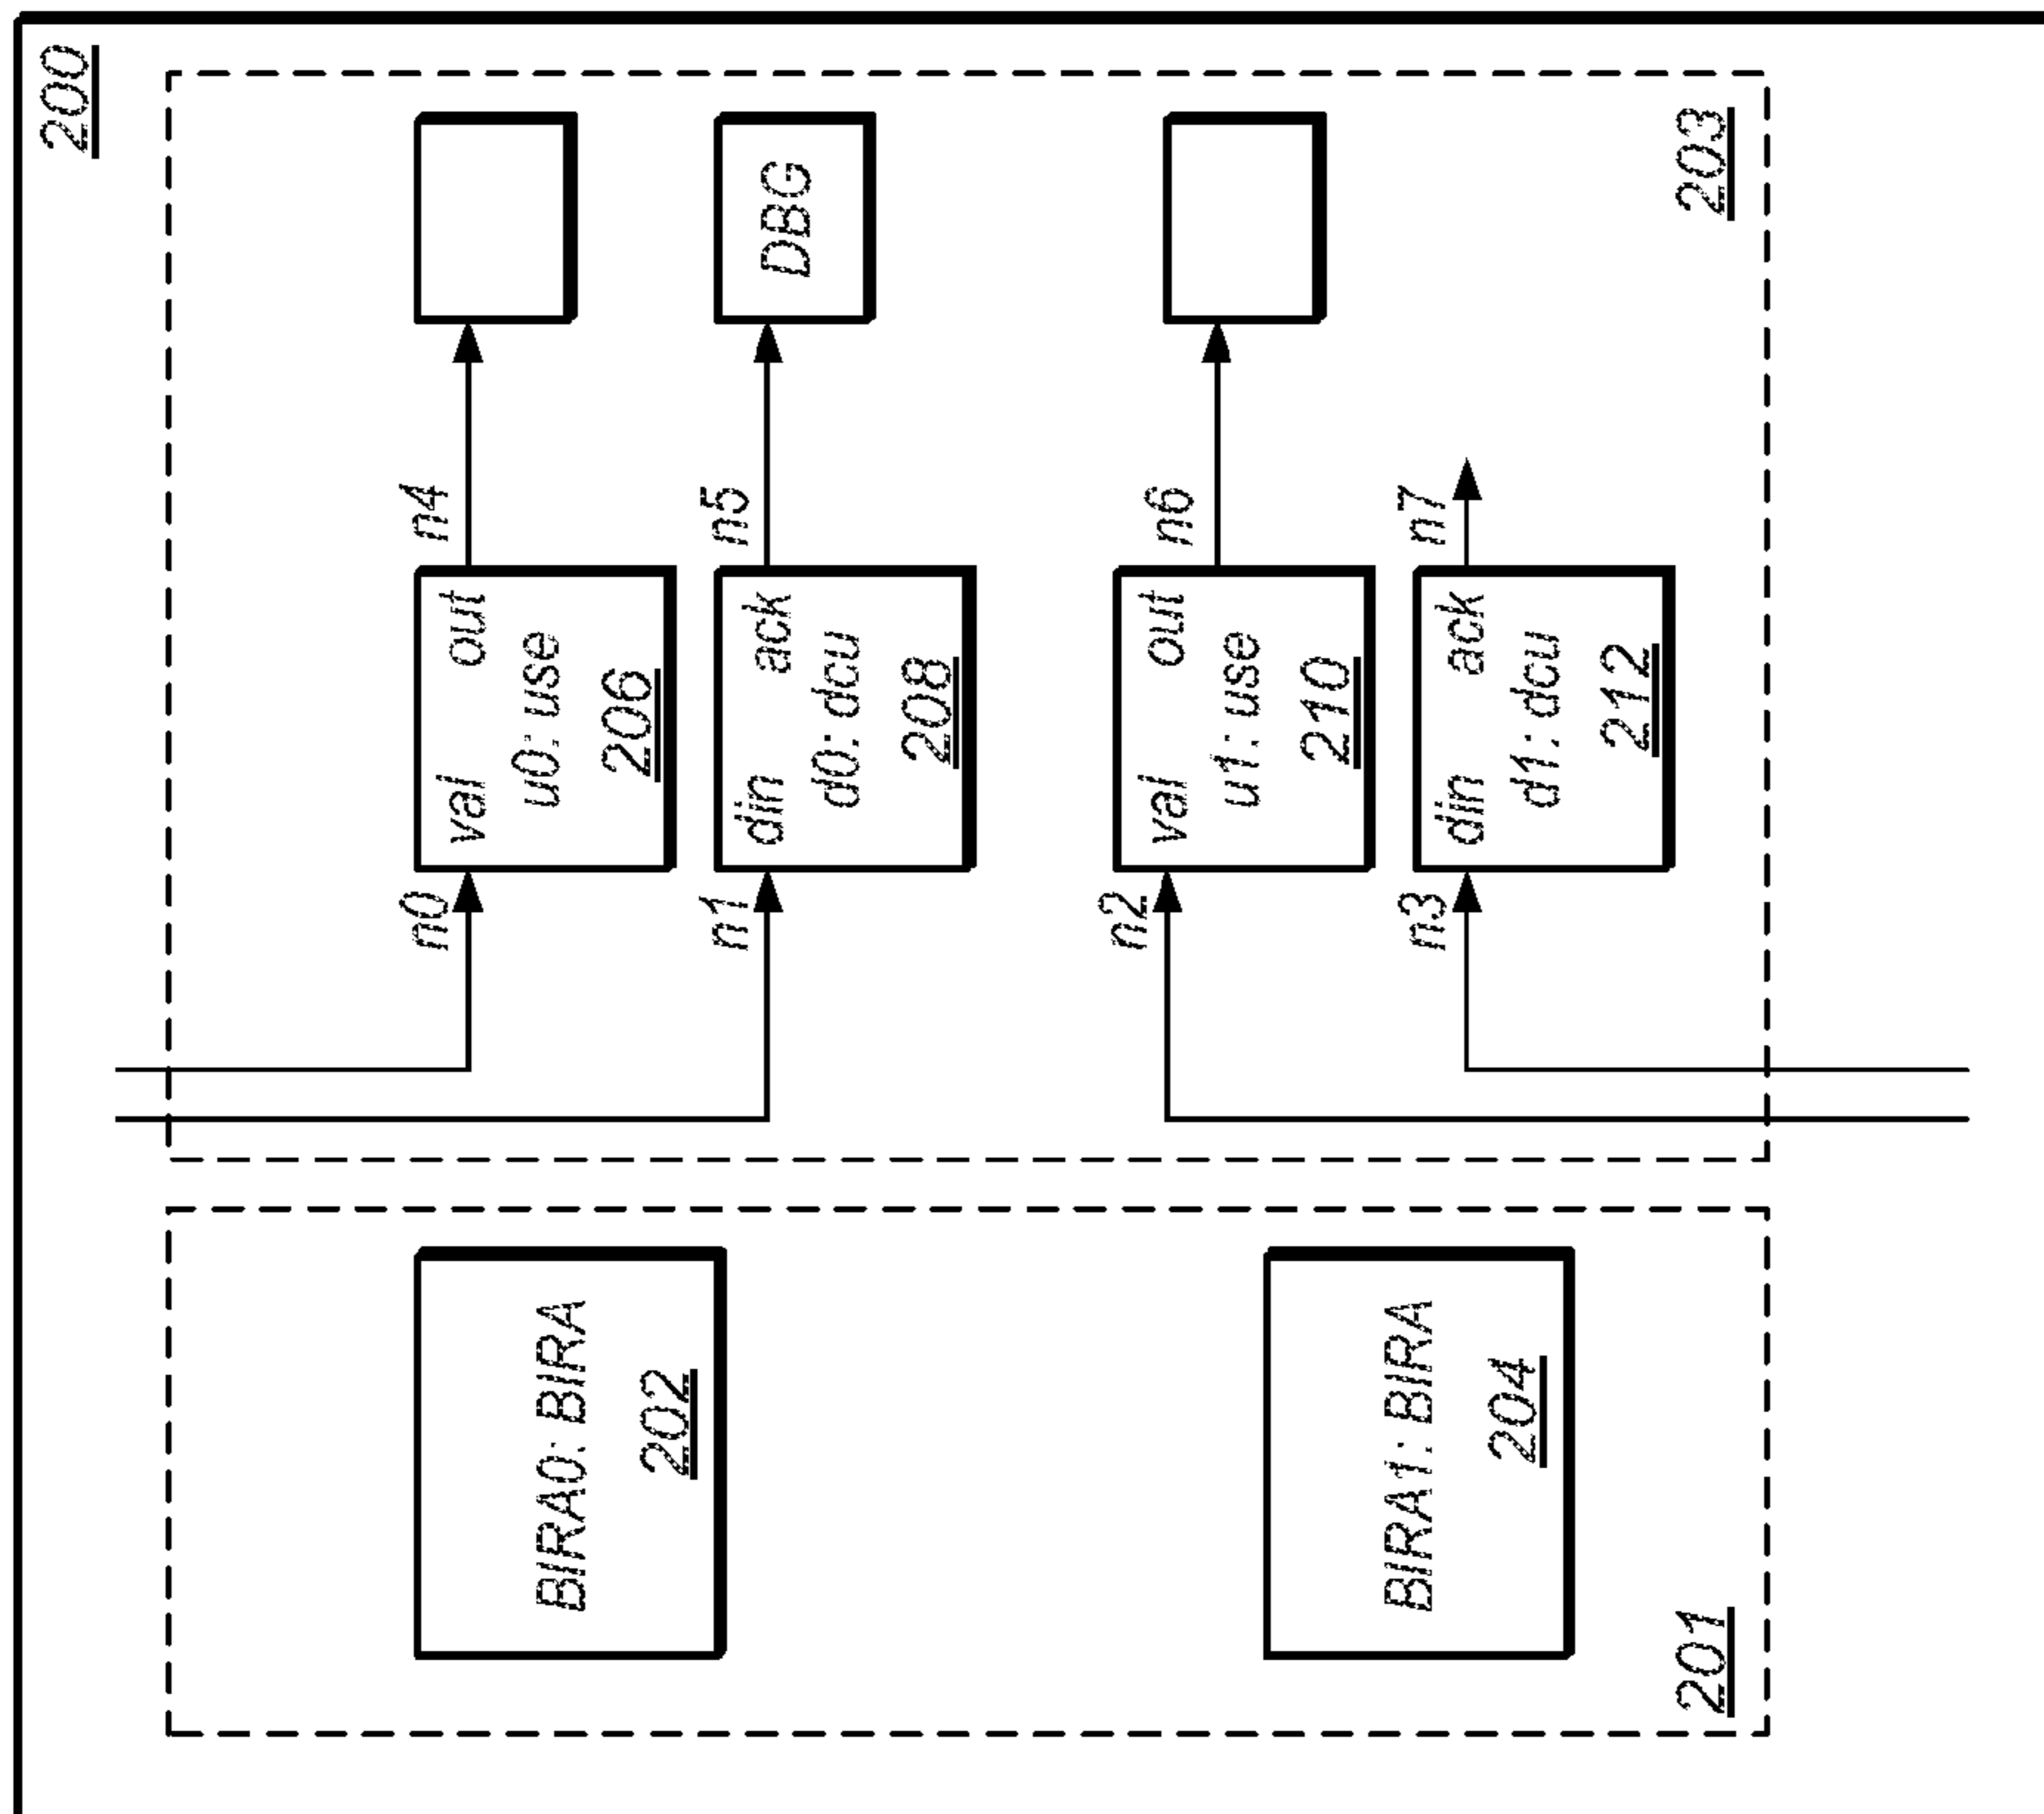 200
BIRA0: BIRA
202
BIRA1: BIRA
204
201
n0
val out
u0: use
206
n4
n1
din ack
d0: dcu
208
n5
DBG
n2
val out
u1: use
210
n6
n3
din ack
d1: dcu
212
n7
203